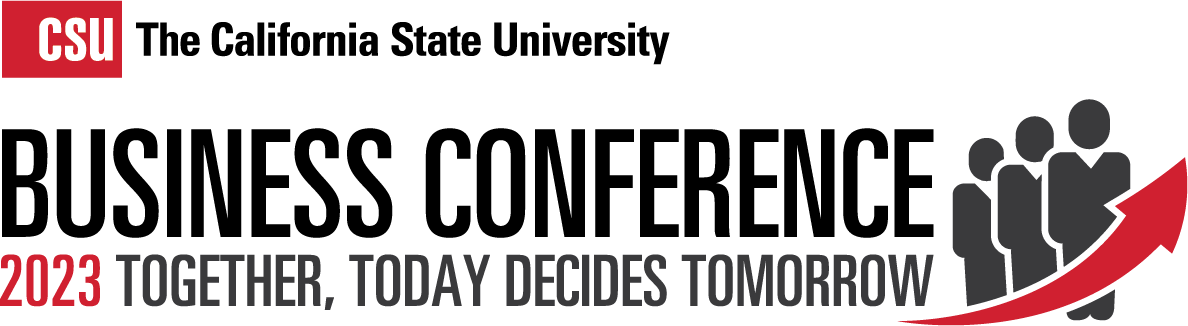 CSU The California State University
BUSINESS CONFERENCE
2023 TOGETHER, TODAY DECIDES TOMORROW